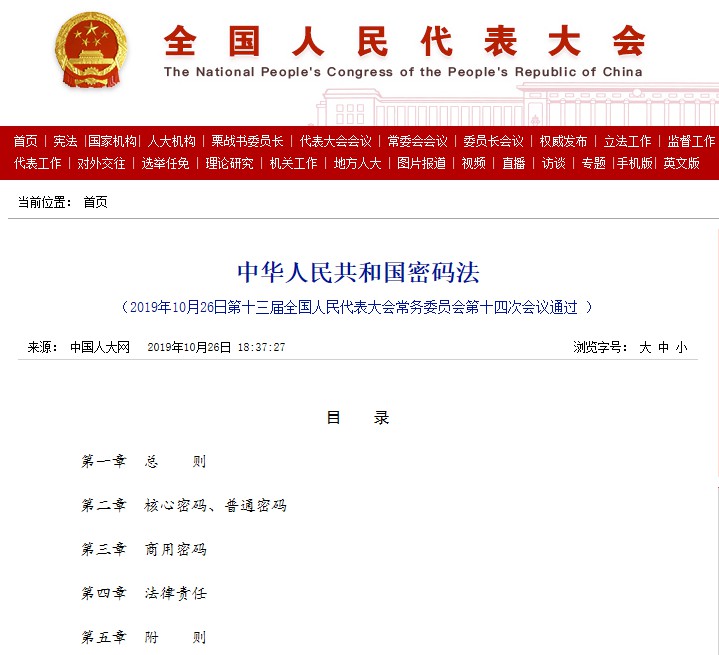 全国人民代表大会
The National People's Congress of the People's Republic of China
首页 | 宪法 |国家机构| 人大机构 | 栗战书委员长 | 代表大会会议 | 常委会会议 | 委员长会议 | 权威发布 | 立法工作 | 监督工作
代表工作 | 对外交往 | 选举任免 | 理论研究 | 机关工作 | 地方人大 | 图片报道 | 视频 | 直播 | 访谈 | 专题 |手机版| 英文版
当前位置： 首页
中华人民共和国密码法
（2019年10月26日第十三届全国人民代表大会常务委员会第十四次会议通过 ）
来源： 中国人大网 2019年10月26日 18:37:27 浏览字号： 大 中 小
目 录
第一章 总 则
第二章 核心密码、普通密码
第三章 商用密码
第四章 法律责任
第五章 附 则